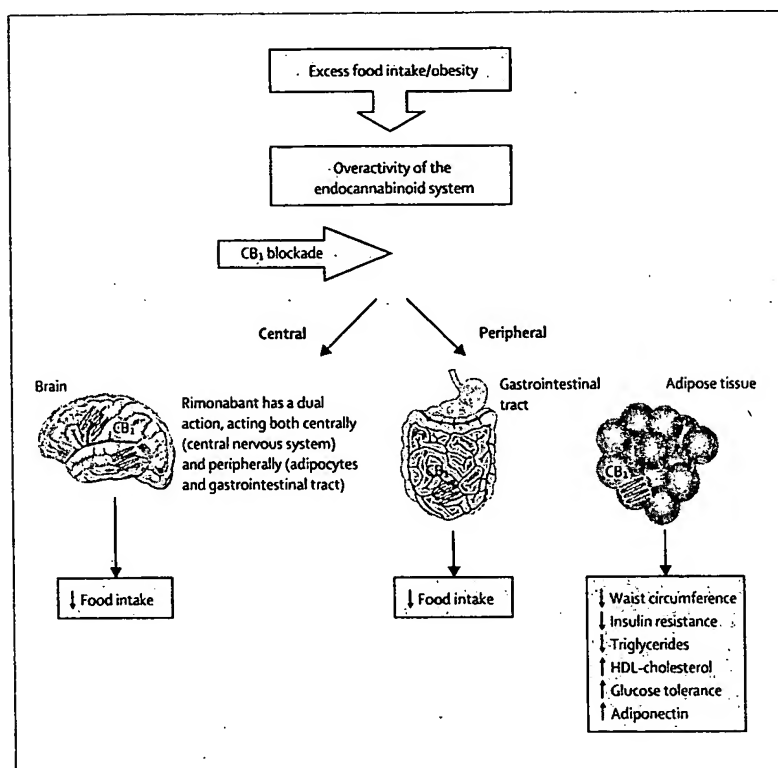 Excess food intake/obesity
Overactivity of the
endocannabinoid system
CB₁ blockade
Central
Peripheral
Brain
CB₁
Rimonabant has a dual
action, acting both centrally
(central nervous system)
and peripherally (adipocytes
and gastrointestinal tract)
Gastrointestinal
tract
CB₁
Adipose tissue
CB₁
↓ Food intake
↓ Food intake
↓ Waist circumference
↓ Insulin resistance
↓ Triglycerides
↑ HDL-cholesterol
↑ Glucose tolerance
↑ Adiponectin